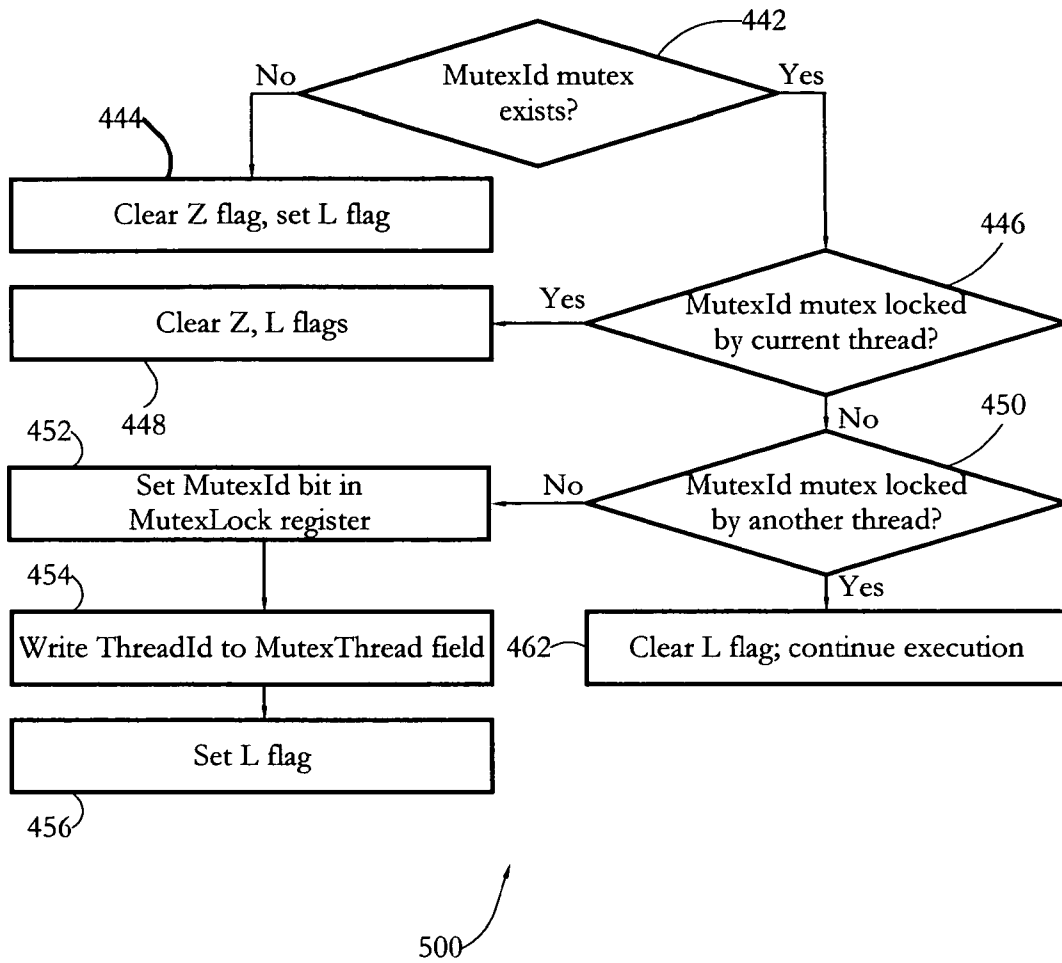 442
No
MutexId mutex
exists?
Yes
444
Clear Z flag, set L flag
446
Yes
MutexId mutex locked
by current thread?
Clear Z, L flags
448
No
450
452
Set MutexId bit in
MutexLock register
No
MutexId mutex locked
by another thread?
454
Yes
Write ThreadId to MutexThread field
462
Clear L flag; continue execution
Set L flag
456
500